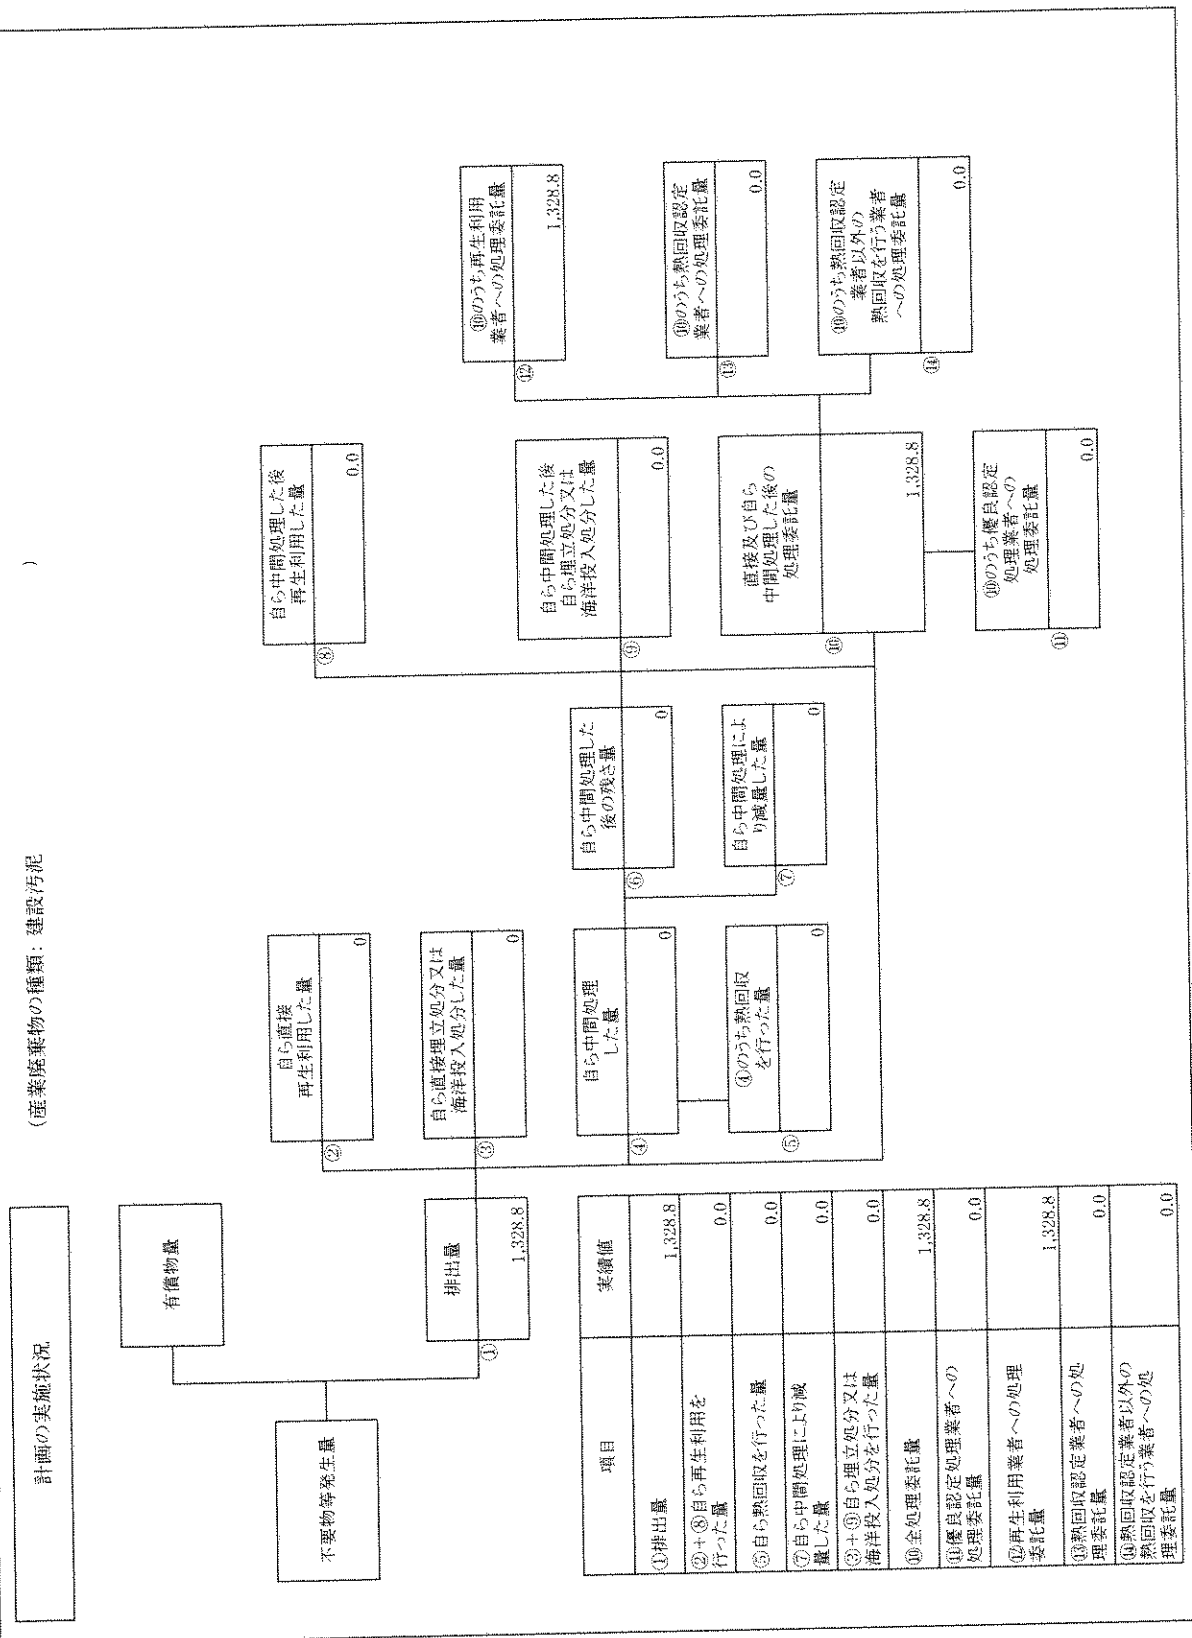 計画の実施状況
(産業廃棄物の種類: 建設汚泥
)
不要物等発生量
有償物量
①
排出量
1,328.8
②
自ら直接
再生利用した量
0
③
自ら直接埋立処分又は
海洋投入処分した量
0
④
自ら中間処理
した量
0
⑤
④のうち熱回収
を行った量
0
⑥
自ら中間処理した
後の残さ量
0
⑦
自ら中間処理によ
り減量した量
0
⑧
自ら中間処理した後
再生利用した量
0.0
⑨
自ら中間処理した後
自ら埋立処分又は
海洋投入処分した量
0.0
⑩
直接及び自ら
中間処理した後の
処理委託量
1,328.8
⑪
⑩のうち優良認定
処理業者への
処理委託量
0.0
⑫
⑩のうち再生利用
業者への処理委託量
1,328.8
⑬
⑩のうち熱回収認定
業者への処理委託量
0.0
⑭
⑩のうち熱回収認定
業者以外の
熱回収を行う業者
への処理委託量
0.0
項目 実績値
①排出量 1,328.8
②+⑧自ら再生利用を
行った量 0.0
⑤自ら熱回収を行った量 0.0
⑦自ら中間処理により減
量した量 0.0
③+⑨自ら埋立処分又は
海洋投入処分を行った量 0.0
⑩全処理委託量 1,328.8
⑪優良認定処理業者への
処理委託量 0.0
⑫再生利用業者への処理
委託量 1,328.8
⑬熱回収認定業者への処
理委託量 0.0
⑭熱回収認定業者以外の
熱回収を行う業者への処
理委託量 0.0